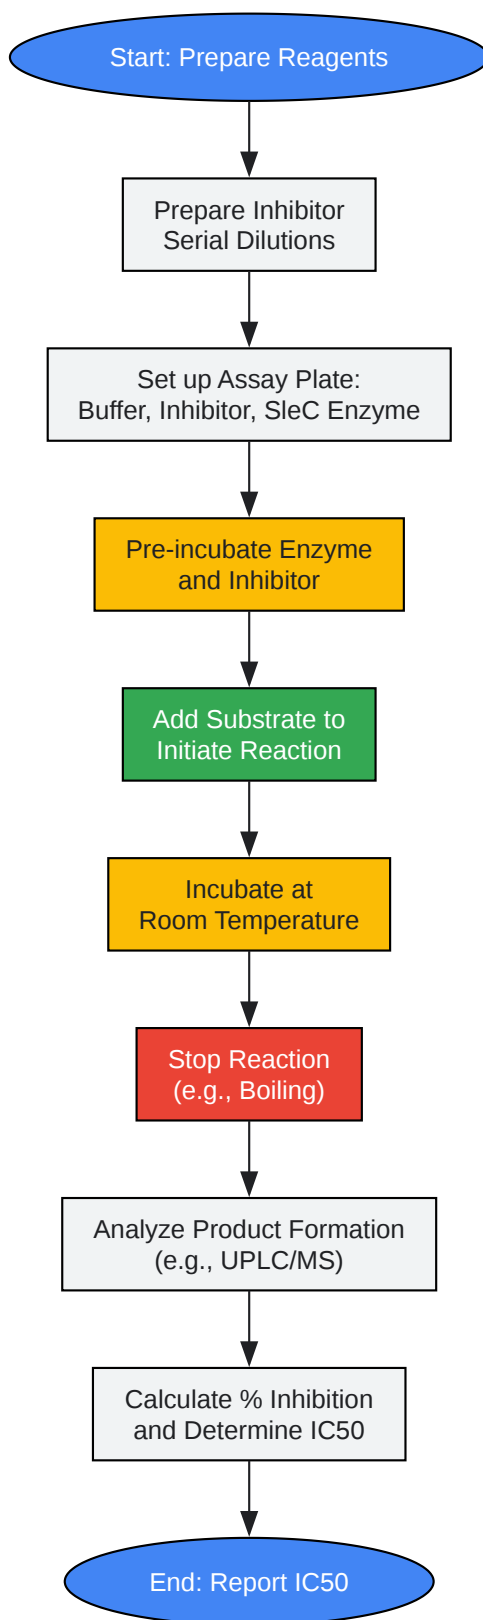 Start: Prepare Reagents
Prepare Inhibitor
Serial Dilutions
Set up Assay Plate:
Buffer, Inhibitor, SleC Enzyme
Pre-incubate Enzyme
and Inhibitor
Add Substrate to
Initiate Reaction
Incubate at
Room Temperature
Stop Reaction
(e.g., Boiling)
Analyze Product Formation
(e.g., UPLC/MS)
Calculate % Inhibition
and Determine IC50
End: Report IC50